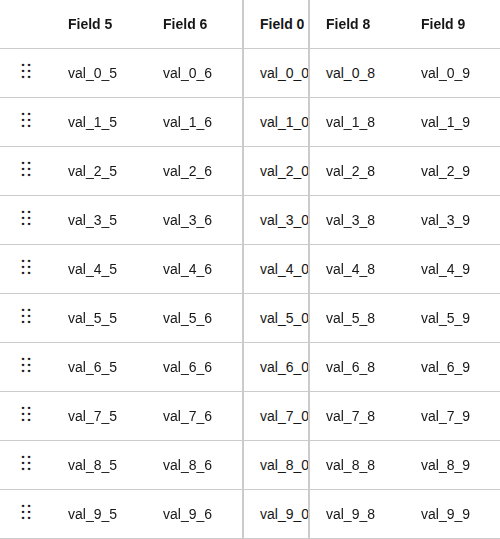 Field 5 Field 6 Field 0 Field 8 Field 9
val_0_5 val_0_6 val_0_0 val_0_8 val_0_9
val_1_5 val_1_6 val_1_0 val_1_8 val_1_9
val_2_5 val_2_6 val_2_0 val_2_8 val_2_9
val_3_5 val_3_6 val_3_0 val_3_8 val_3_9
val_4_5 val_4_6 val_4_0 val_4_8 val_4_9
val_5_5 val_5_6 val_5_0 val_5_8 val_5_9
val_6_5 val_6_6 val_6_0 val_6_8 val_6_9
val_7_5 val_7_6 val_7_0 val_7_8 val_7_9
val_8_5 val_8_6 val_8_0 val_8_8 val_8_9
val_9_5 val_9_6 val_9_0 val_9_8 val_9_9